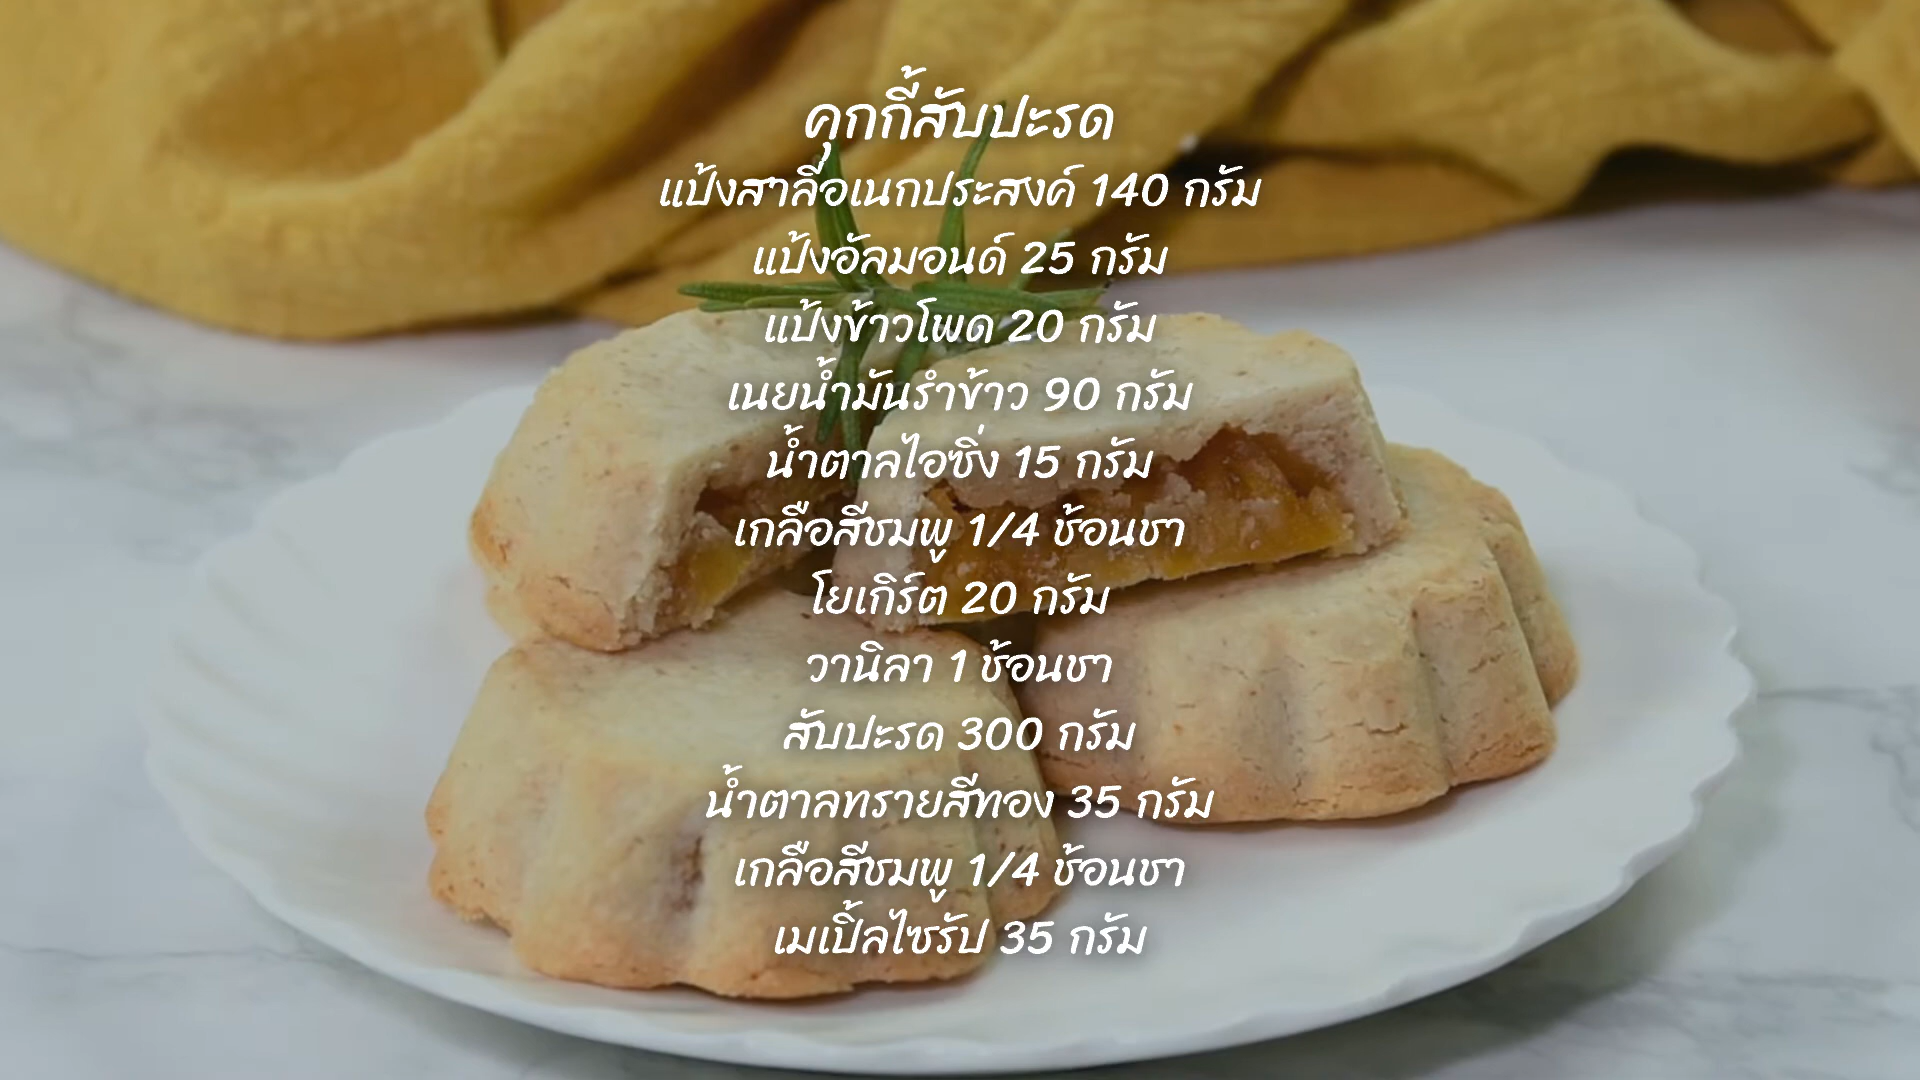 คุกกี้สับปะรด
แป้งสาลีอเนกประสงค์ 140 กรัม
แป้งอัลมอนด์ 25 กรัม
แป้งข้าวโพด 20 กรัม
เนยน้ำมันรำข้าว 90 กรัม
น้ำตาลไอซิ่ง 15 กรัม
เกลือสีชมพู 1/4 ช้อนชา
โยเกิร์ต 20 กรัม
วานิลา 1 ช้อนชา
สับปะรด 300 กรัม
น้ำตาลทรายสีทอง 35 กรัม
เกลือสีชมพู 1/4 ช้อนชา
เมเปิ้ลไซรัป 35 กรัม